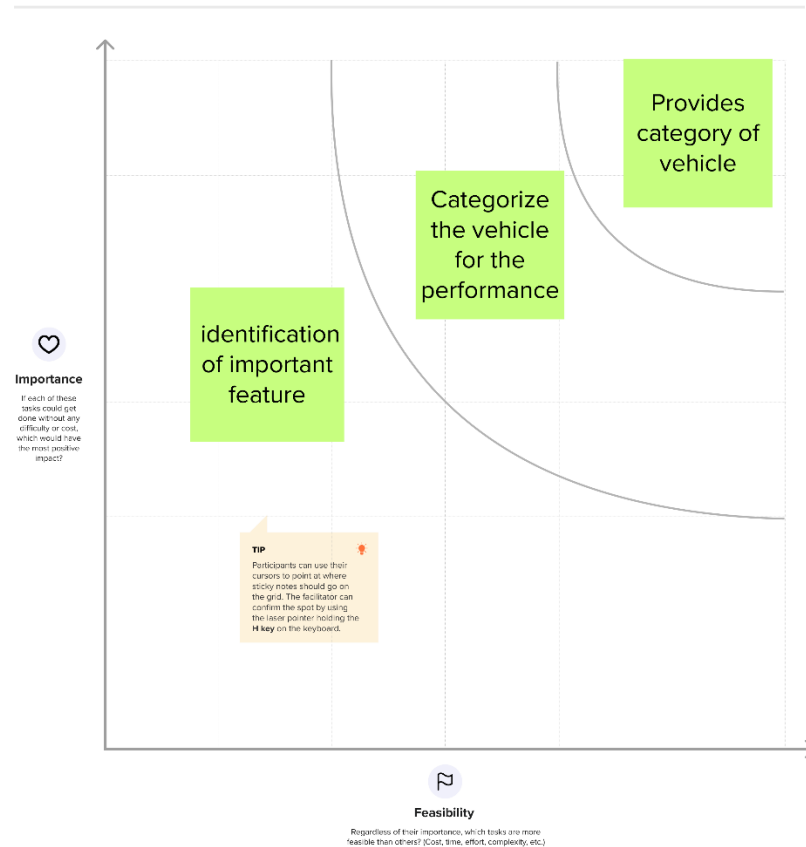 Provides
category of
vehicle
Categorize
the vehicle
for the
performance
identification
of important
feature
Importance
If each of these
tasks could get
done without any
difficulty or cost,
which would have
the most positive
impact?
TIP
Participants can use their
cursors to point at where
sticky notes should go on
the grid. The facilitator can
confirm the spot by using
the laser pointer holding the
H key on the keyboard.
Feasibility
Regardless of their importance, which tasks are more
feasible than others? (Cost, time, effort, complexity, etc.)